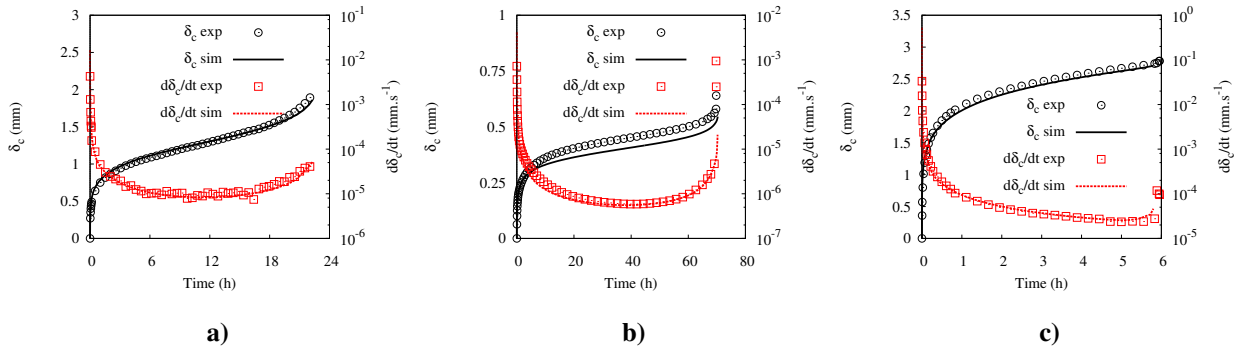 3
2.5
2
1.5
1
0.5
0
0
6
12
18
24
10⁻¹
10⁻²
10⁻³
10⁻⁴
10⁻⁵
10⁻⁶
δc (mm)
dδc/dt (mm.s⁻¹)
Time (h)
δc exp
δc sim
dδc/dt exp
dδc/dt sim
a)
1
0.75
0.5
0.25
0
0
20
40
60
80
10⁻²
10⁻³
10⁻⁴
10⁻⁵
10⁻⁶
10⁻⁷
δc (mm)
dδc/dt (mm.s⁻¹)
Time (h)
δc exp
δc sim
dδc/dt exp
dδc/dt sim
b)
3.5
3
2.5
2
1.5
1
0.5
0
0
1
2
3
4
5
6
10⁰
10⁻¹
10⁻²
10⁻³
10⁻⁴
10⁻⁵
δc (mm)
dδc/dt (mm.s⁻¹)
Time (h)
δc exp
δc sim
dδc/dt exp
dδc/dt sim
c)